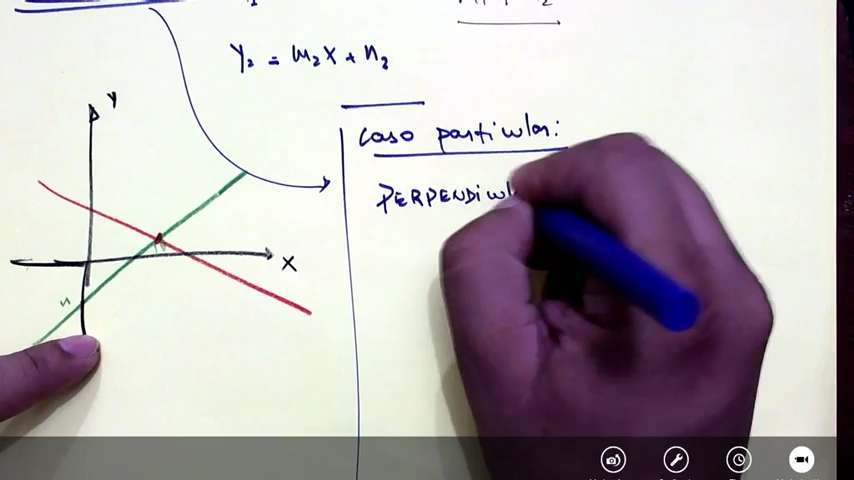 Y₂ = m₂X + n₂
Caso particular:
PERPENDICUL
Y
X
n